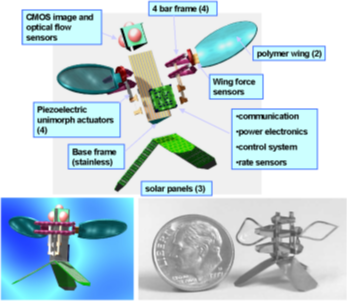 4 bar frame (4)
CMOS image and
optical flow
sensors
polymer wing (2)
Wing force
sensors
Piezoelectric
unimorph actuators
(4)
•communication
•power electronics
•control system
•rate sensors
Base frame
(stainless)
solar panels (3)